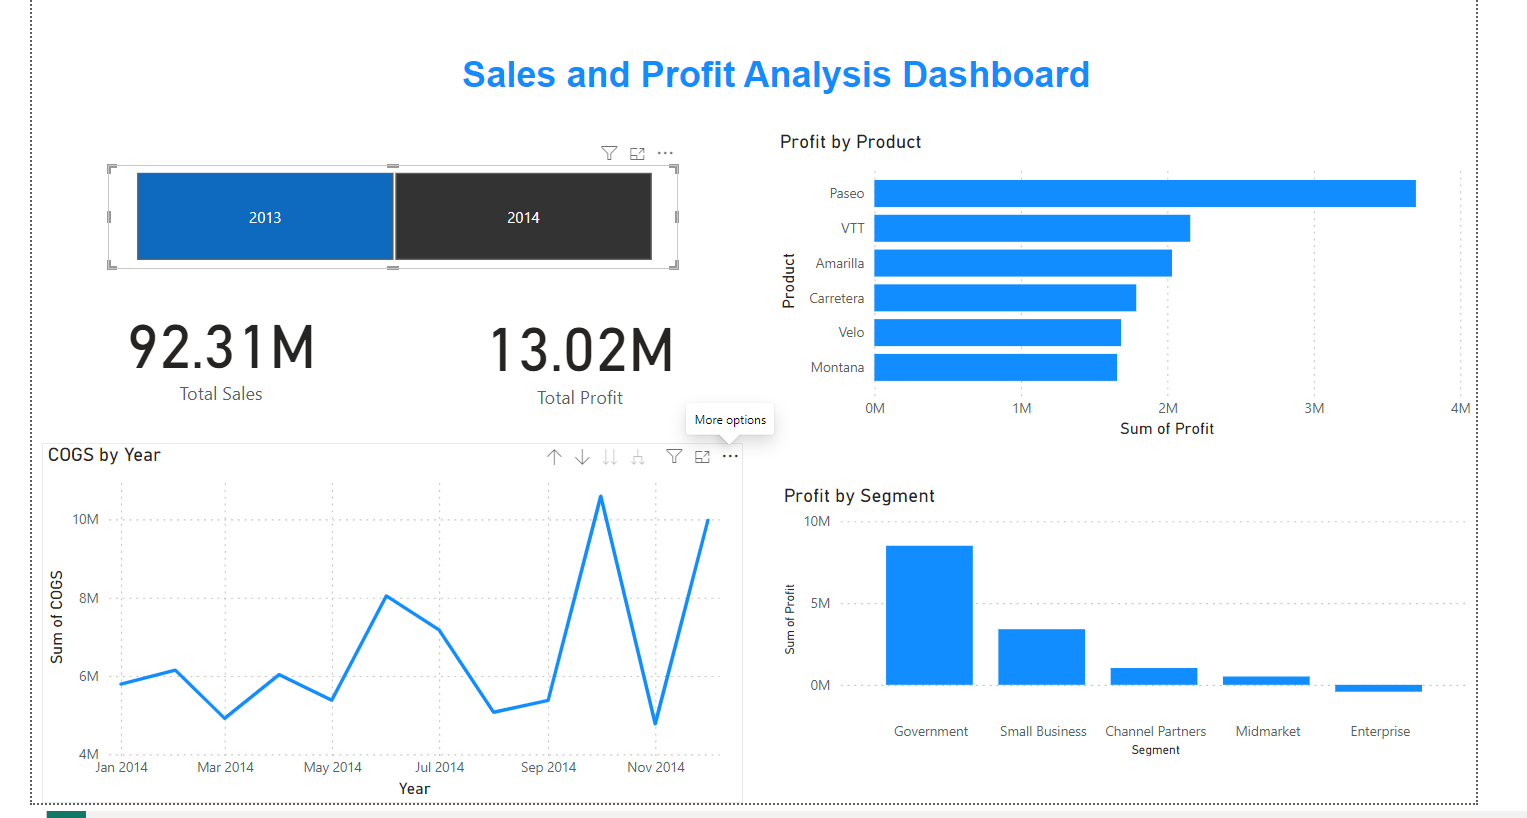 Sales and Profit Analysis Dashboard
2013
2014
92.31M
Total Sales
13.02M
Total Profit
More options
COGS by Year
Sum of COGS
10M
8M
6M
4M
Jan 2014
Mar 2014
May 2014
Jul 2014
Sep 2014
Nov 2014
Year
Profit by Product
Product
Paseo
VTT
Amarilla
Carretera
Velo
Montana
0M
1M
2M
3M
4M
Sum of Profit
Profit by Segment
Sum of Profit
10M
5M
0M
Government
Small Business
Channel Partners
Midmarket
Enterprise
Segment